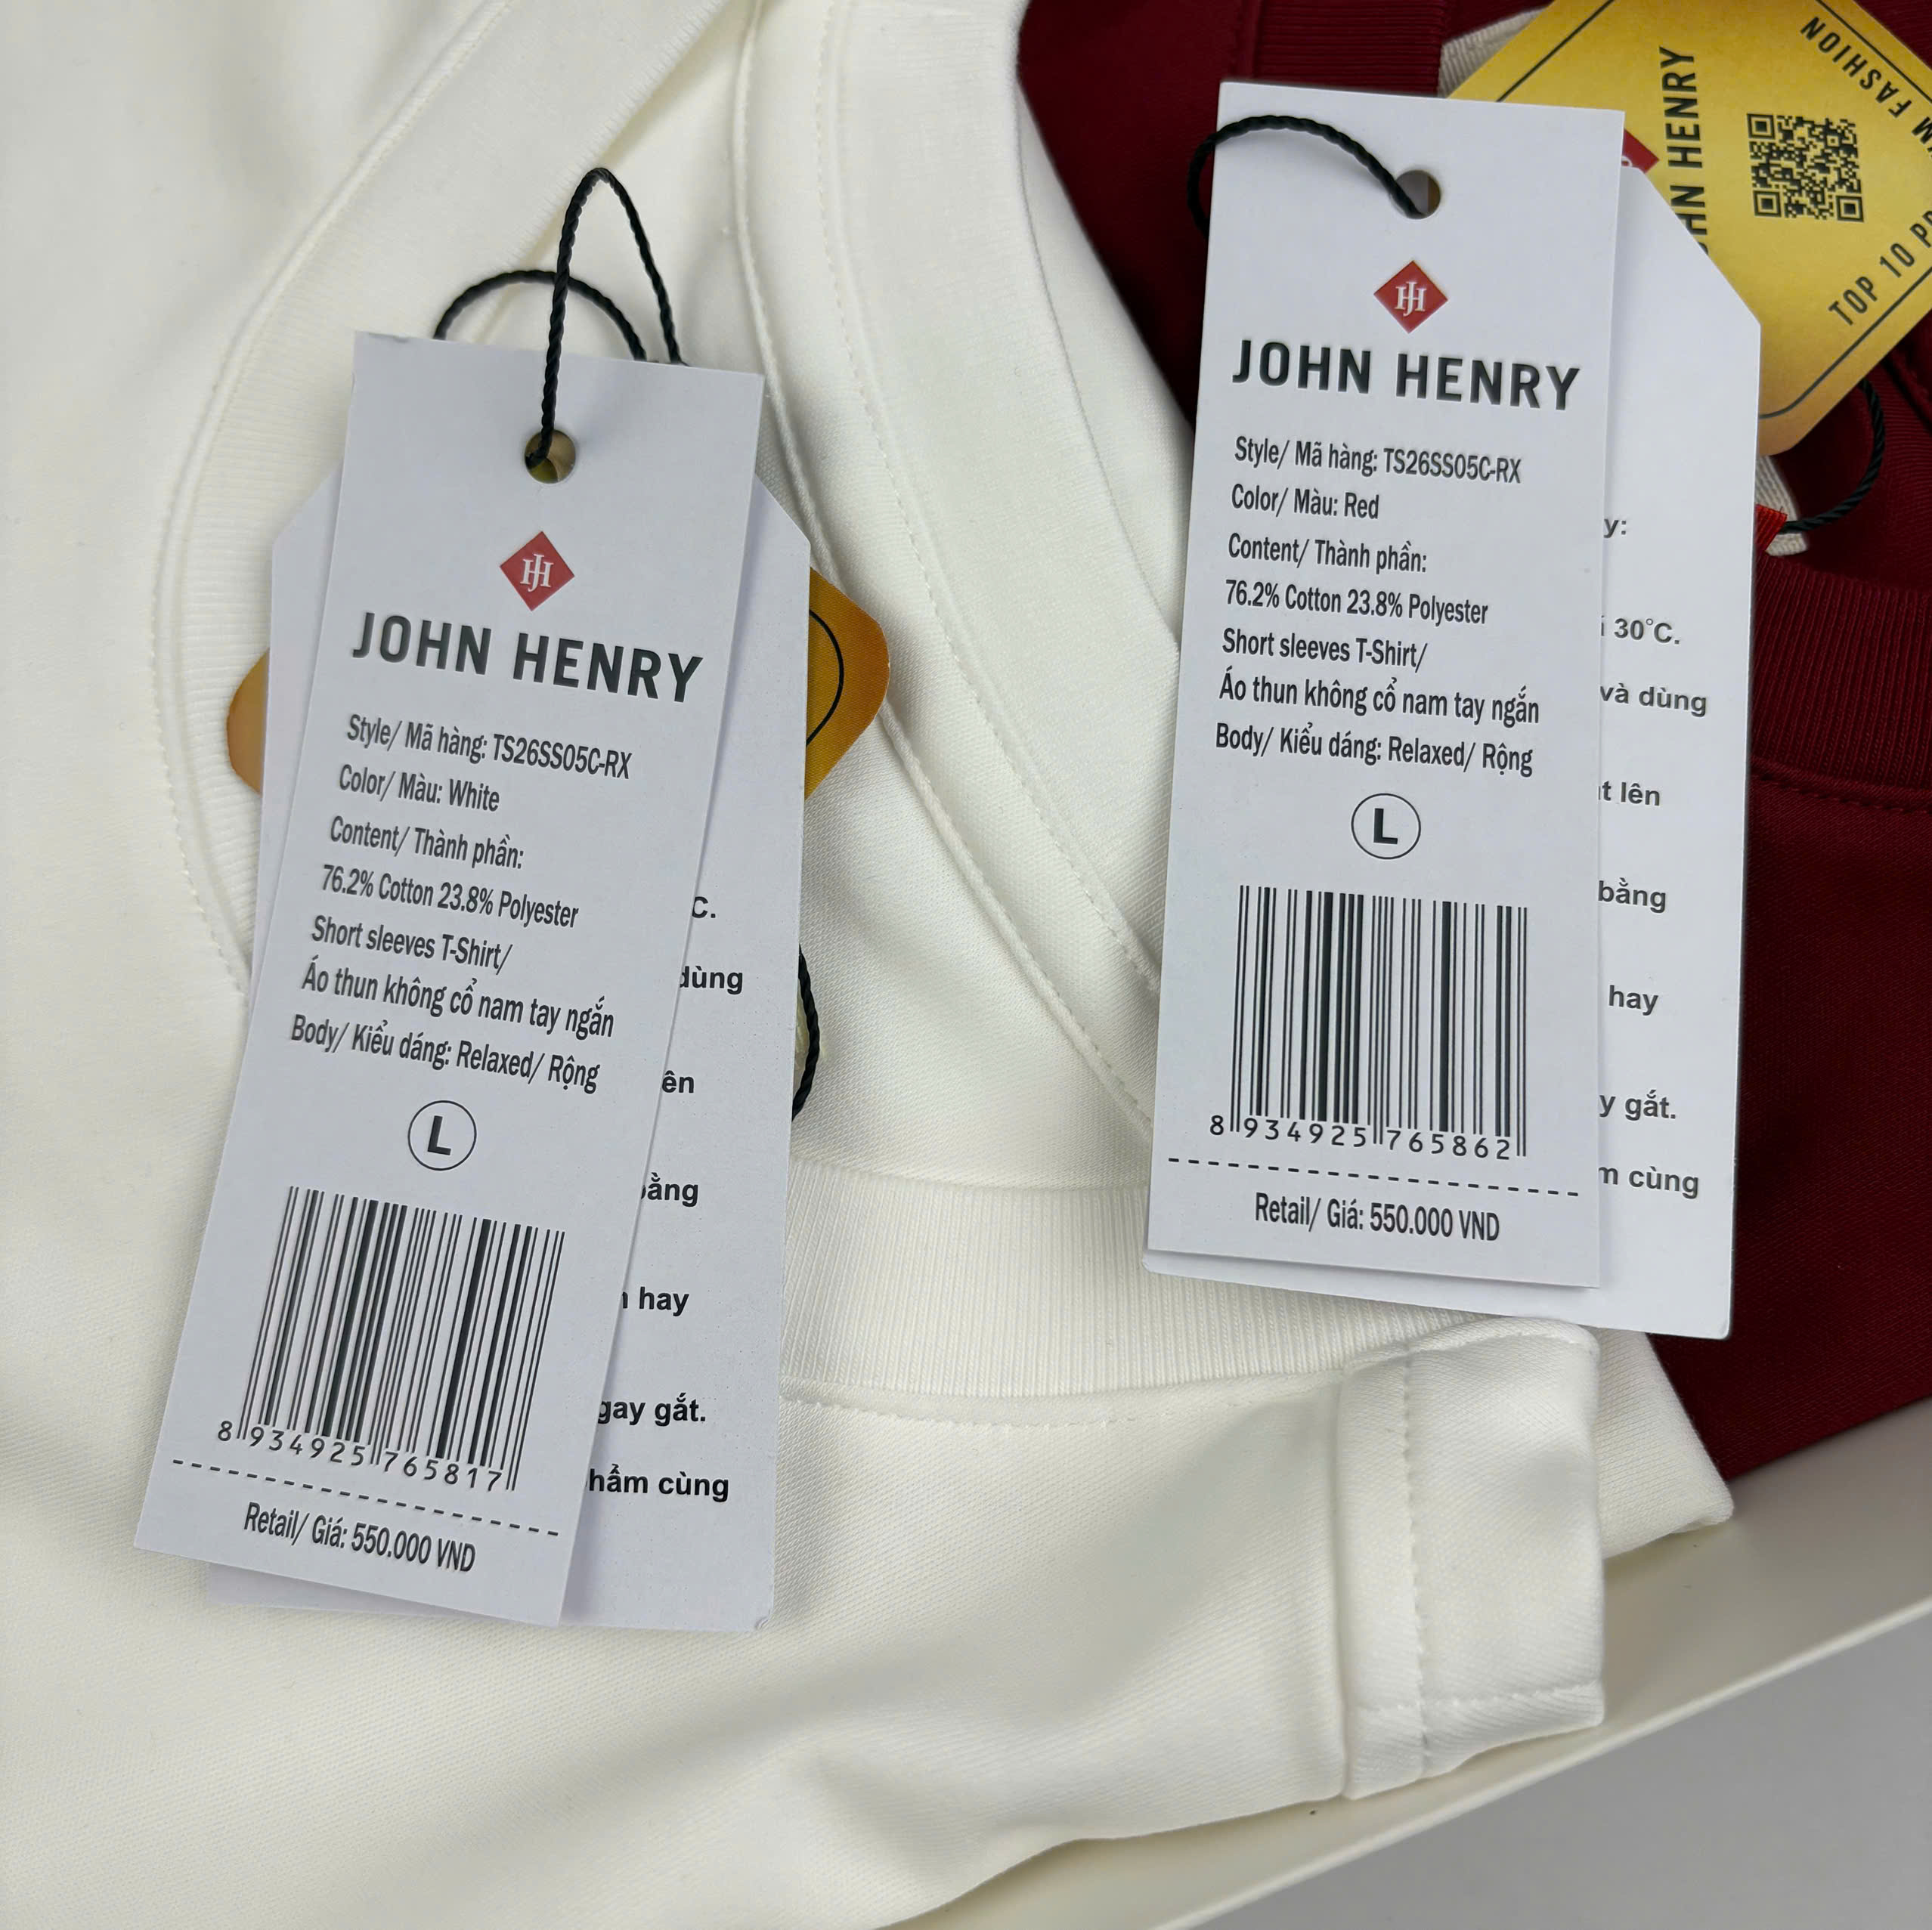 JH
JOHN HENRY
Style/ Mã hàng: TS26SS05C-RX
Color/ Màu: White
Content/ Thành phần:
76.2% Cotton 23.8% Polyester
Short sleeves T-Shirt/
Áo thun không cổ nam tay ngắn
Body/ Kiểu dáng: Relaxed/ Rộng
L
8 934925 765817
Retail/ Giá: 550.000 VND
C.
dùng
bằng
hay
gay gắt.
cùng
JH
JOHN HENRY
Style/ Mã hàng: TS26SS05C-RX
Color/ Màu: Red
Content/ Thành phần:
76.2% Cotton 23.8% Polyester
Short sleeves T-Shirt/
Áo thun không cổ nam tay ngắn
Body/ Kiểu dáng: Relaxed/ Rộng
L
8 934925 765862
Retail/ Giá: 550.000 VND
30°C.
và dùng
lên
bằng
hay
gắt.
cùng
JOHN HENRY
FASHION
TOP 10